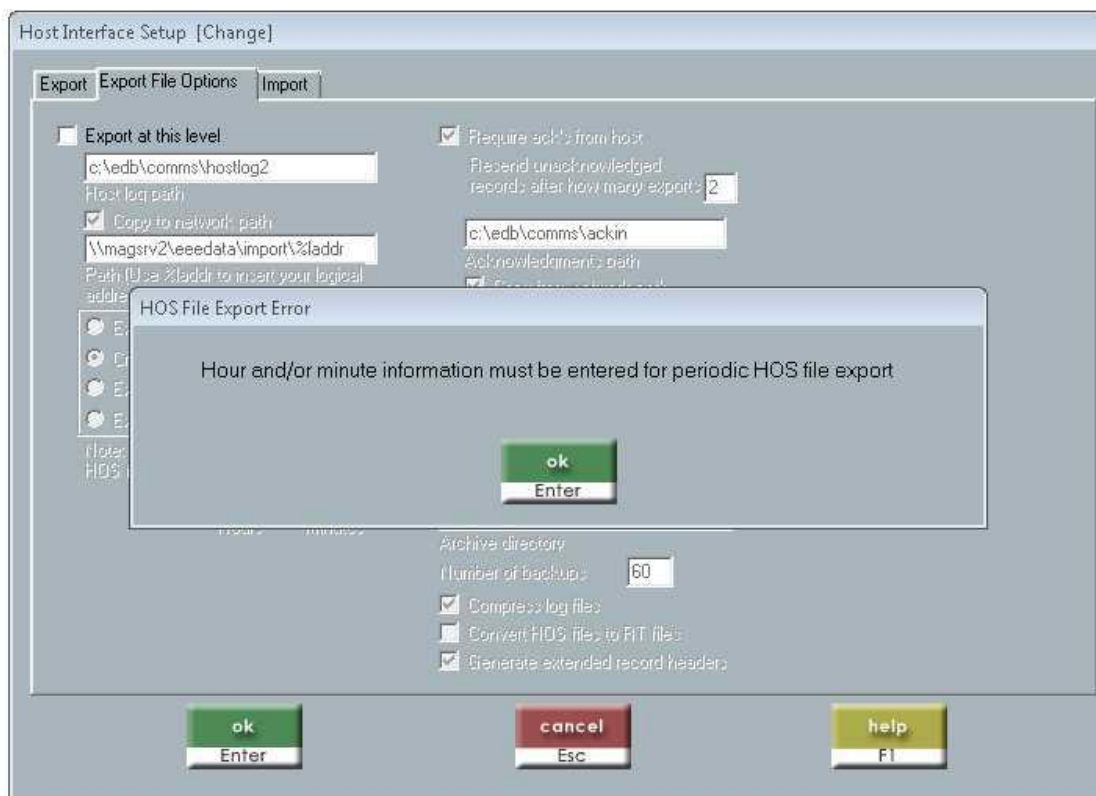 Host Interface Setup [Change]
Export
Export File Options
Import
Export at this level
c:\edb\comms\hostlog2
Host log path
Copy to network path
\\magsrv2\eeedata\import\%laddr
Path (Use %laddr to insert your logical
Require ack's from host
Resend unacknowledged
records after how many exports
2
c:\edb\comms\ackin
Acknowledgments path
HOS File Export Error
Hour and/or minute information must be entered for periodic HOS file export
ok
Enter
Note:
HOS
Hours
Minutes
Archive directory
Number of backups
60
Compress log files
Convert HOS files to RIT files
Generate extended record headers
ok
Enter
cancel
Esc
help
F1